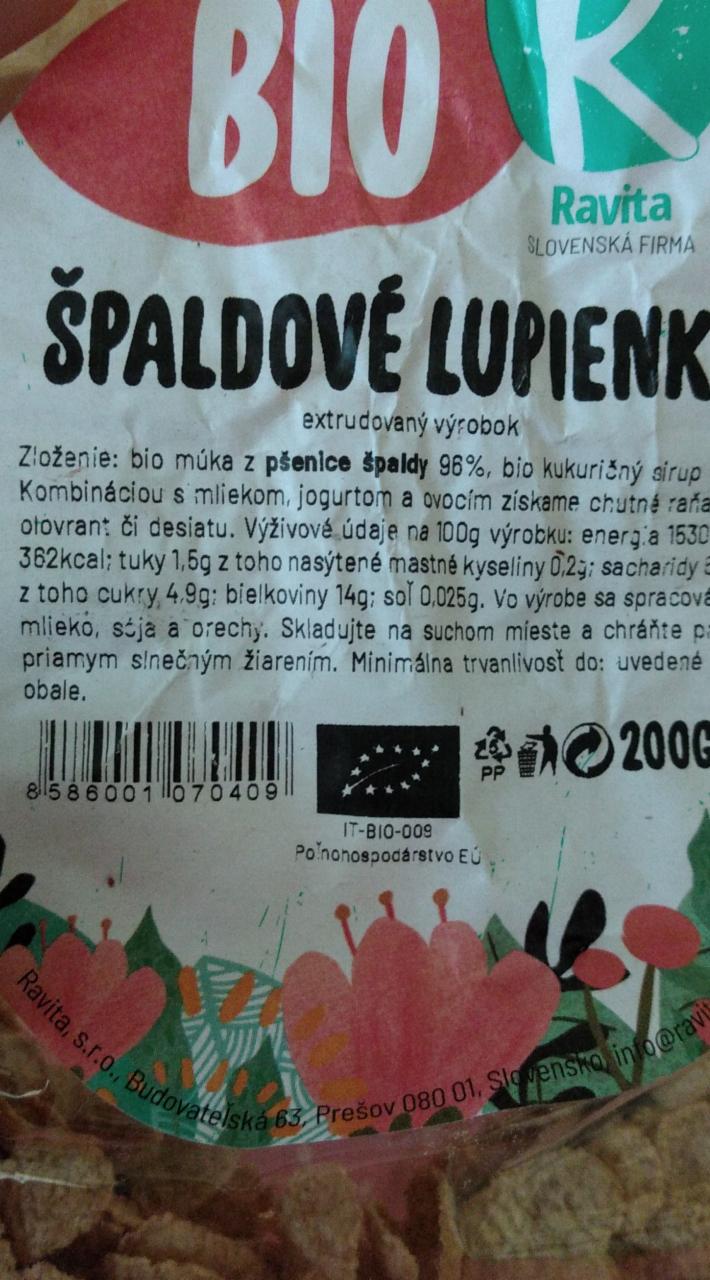 BIO
Ravita
SLOVENSKÁ FIRMA
ŠPALDOVÉ LUPIENK
extrudovaný výrobok
Zloženie: bio múka z pšenice špaldy 96%, bio kukuričný sirup
Kombináciou s mliekom, jogurtom a ovocím získame chutné raňa
olovrant či desiatu. Výživové údaje na 100g výrobku: energia 1530
362kcal; tuky 1,5g z toho nasýtené mastné kyseliny 0,2g; sacharidy
z toho cukry 4,9g; bielkoviny 14g; soľ 0,025g. Vo výrobe sa spracová
mlieko, sója a orechy. Skladujte na suchom mieste a chráňte p
priamym slnečným žiarením. Minimálna trvanlivosť do: uvedené
obale.
8 586001 070409
PP
200G
IT-BIO-009
Poľnohospodárstvo EÚ
Ravita, s.r.o., Budovateľská 63, Prešov 080 01, Slovensko, info@ravit